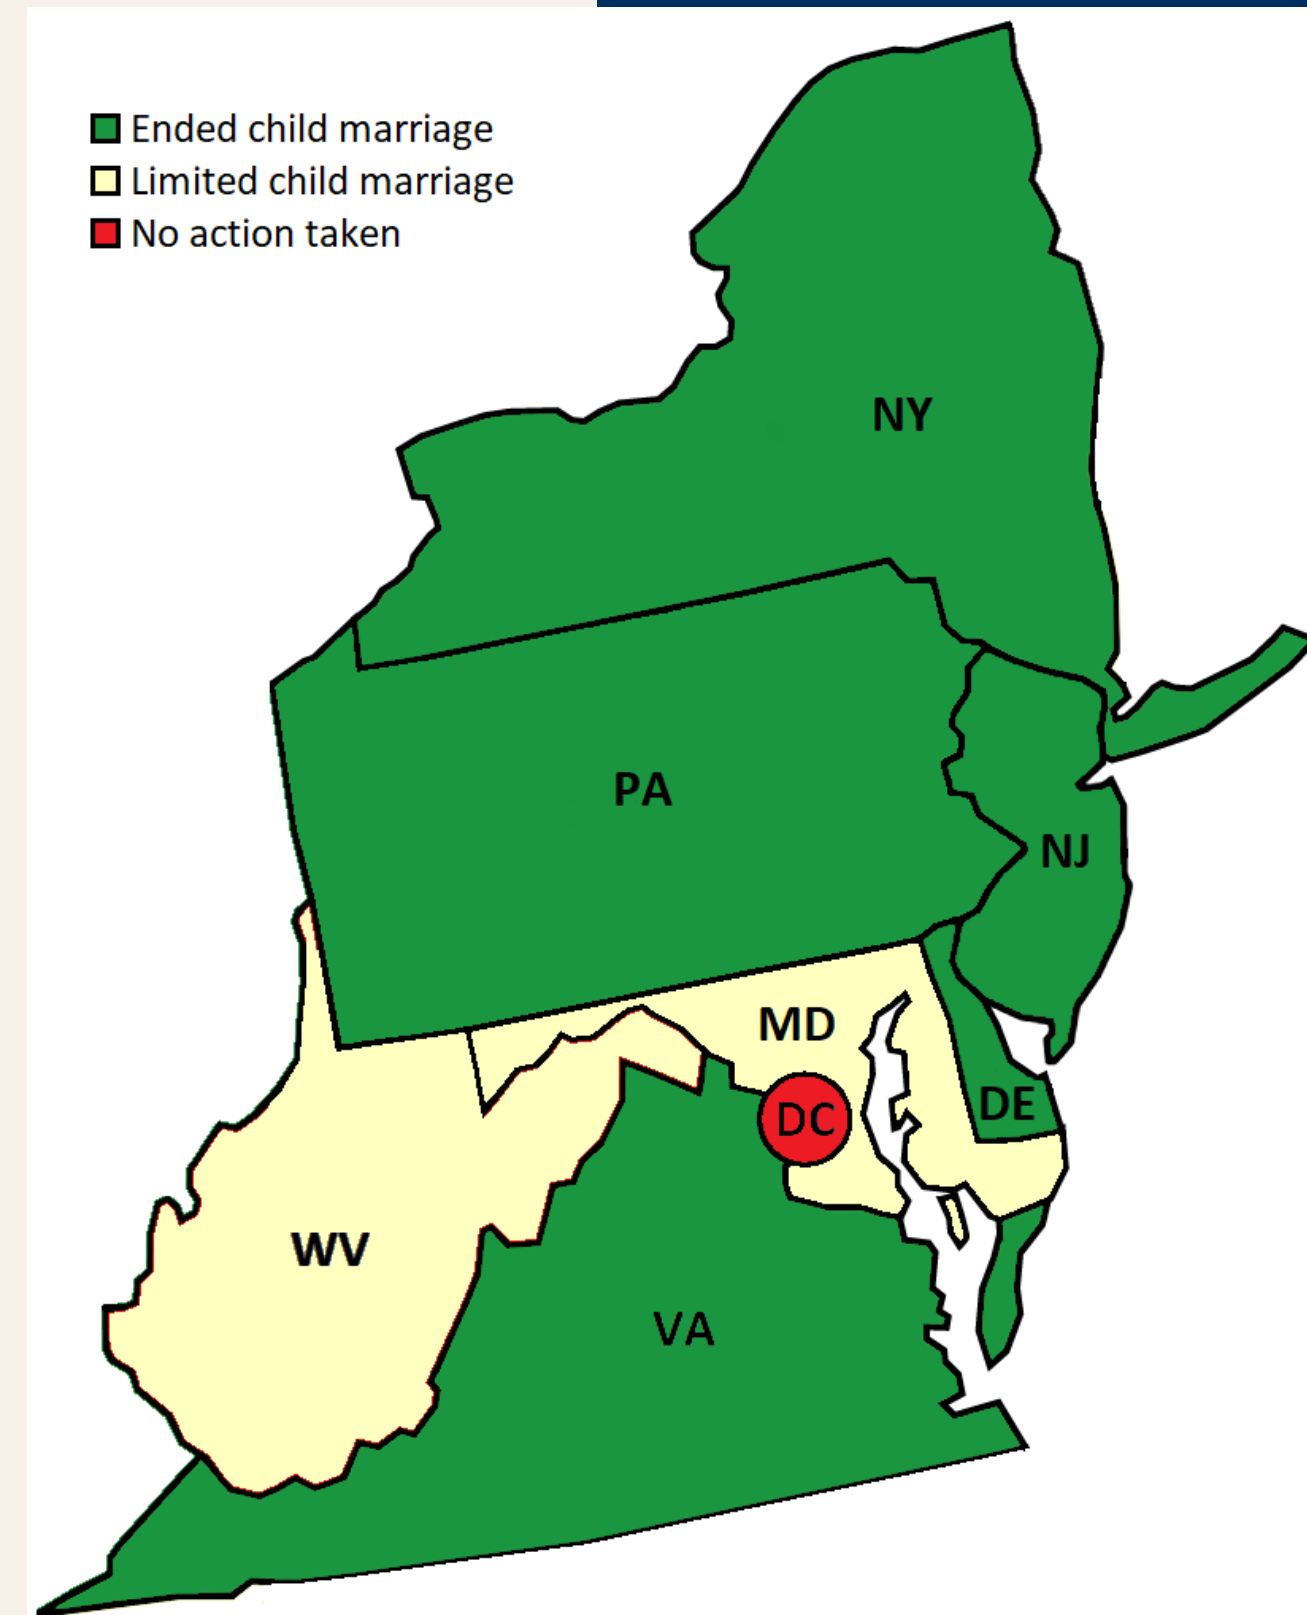 Ended child marriage
Limited child marriage
No action taken
NY
PA
NJ
MD
DE
DC
WV
VA